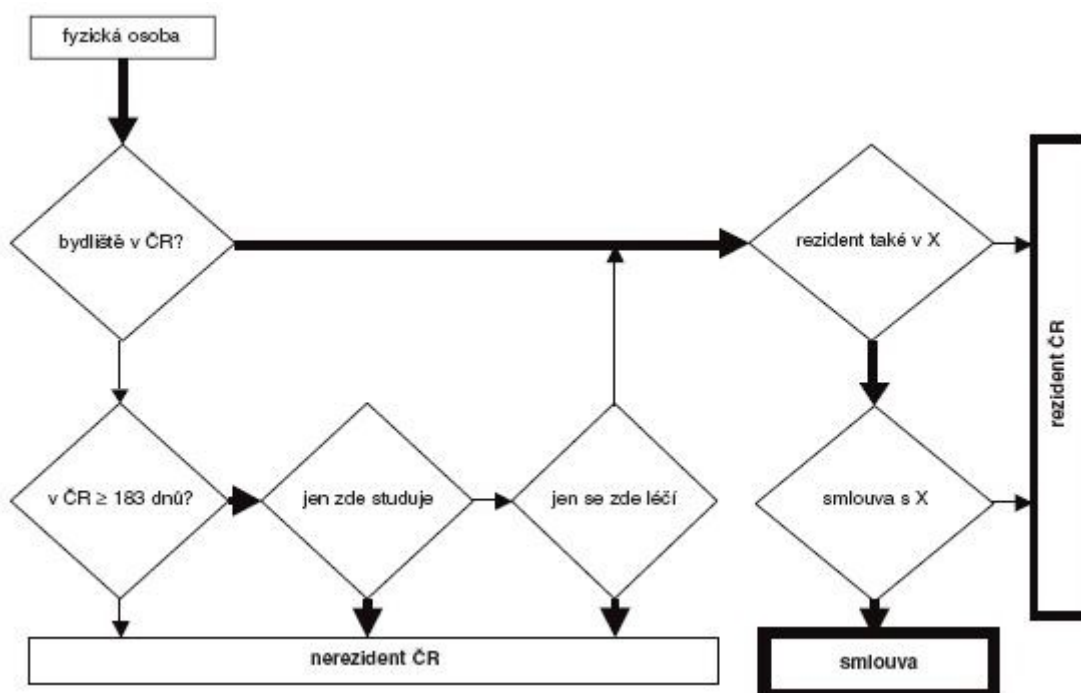 fyzická osoba
bydliště v ČR?
rezident také v X
rezident ČR
v ČR ≥ 183 dnů?
jen zde studuje
jen se zde léčí
smlouva s X
nerezident ČR
smlouva